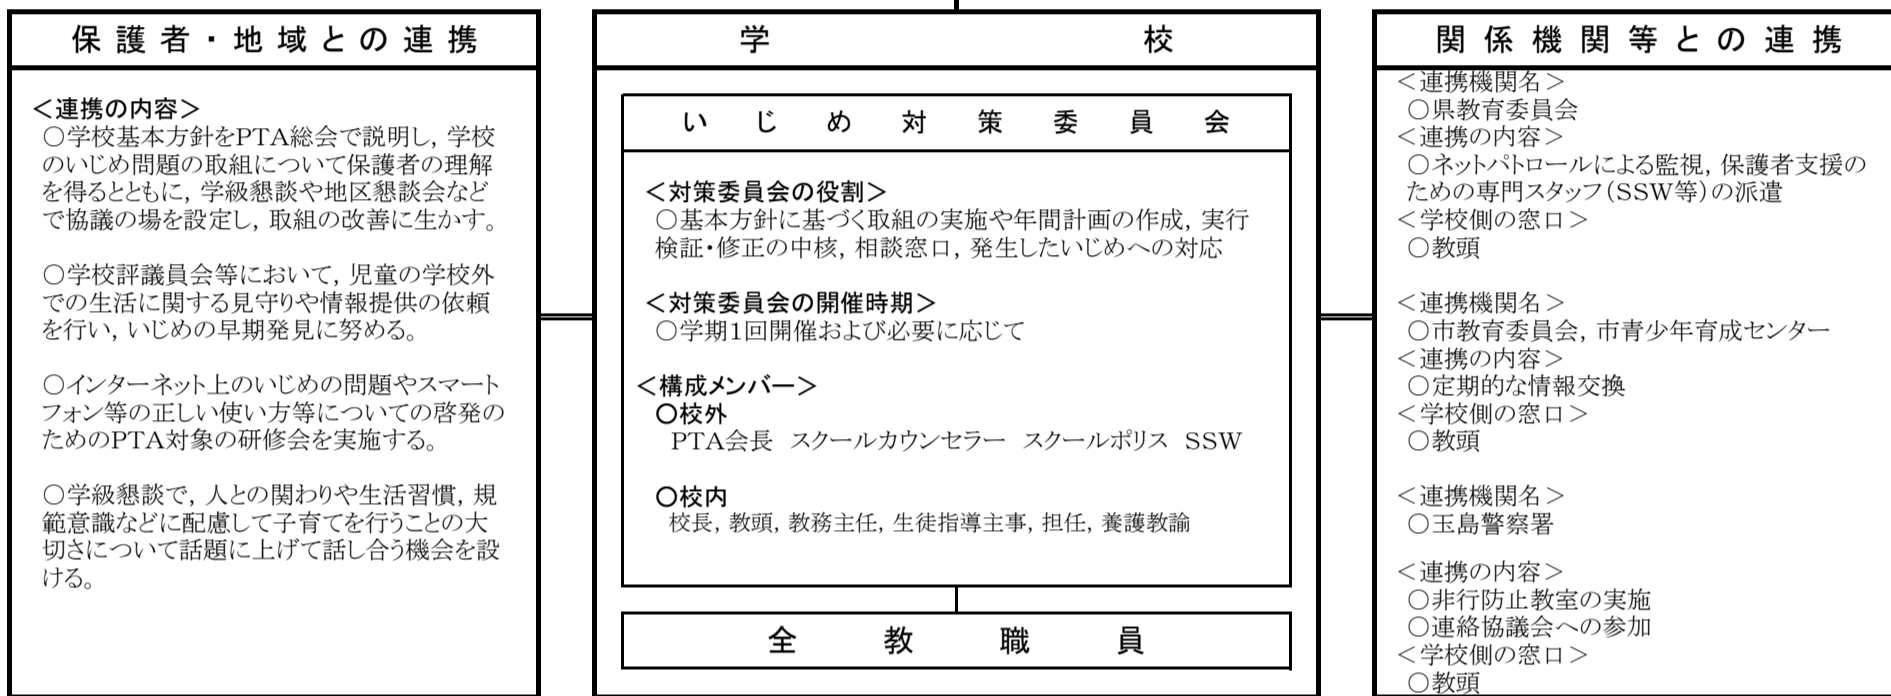 保護者・地域との連携
＜連携の内容＞
○学校基本方針をPTA総会で説明し，学校
のいじめ問題の取組について保護者の理解
を得るとともに，学級懇談や地区懇談会など
で協議の場を設定し，取組の改善に生かす。
○学校評議員会等において，児童の学校外
での生活に関する見守りや情報提供の依頼
を行い，いじめの早期発見に努める。
○インターネット上のいじめの問題やスマート
フォン等の正しい使い方等についての啓発の
ためのPTA対象の研修会を実施する。
○学級懇談で，人との関わりや生活習慣，規
範意識などに配慮して子育てを行うことの大
切さについて話題に上げて話し合う機会を設
ける。
学校
いじめ対策委員会
＜対策委員会の役割＞
○基本方針に基づく取組の実施や年間計画の作成，実行
検証・修正の中核，相談窓口，発生したいじめへの対応
＜対策委員会の開催時期＞
○学期1回開催および必要に応じて
＜構成メンバー＞
○校外
PTA会長　スクールカウンセラー　スクールポリス　SSW
○校内
校長，教頭，教務主任，生徒指導主事，担任，養護教諭
全教職員
関係機関等との連携
＜連携機関名＞
○県教育委員会
＜連携の内容＞
○ネットパトロールによる監視，保護者支援の
ための専門スタッフ（SSW等）の派遣
＜学校側の窓口＞
○教頭
＜連携機関名＞
○市教育委員会，市青少年育成センター
＜連携の内容＞
○定期的な情報交換
＜学校側の窓口＞
○教頭
＜連携機関名＞
○玉島警察署
＜連携の内容＞
○非行防止教室の実施
○連絡協議会への参加
＜学校側の窓口＞
○教頭